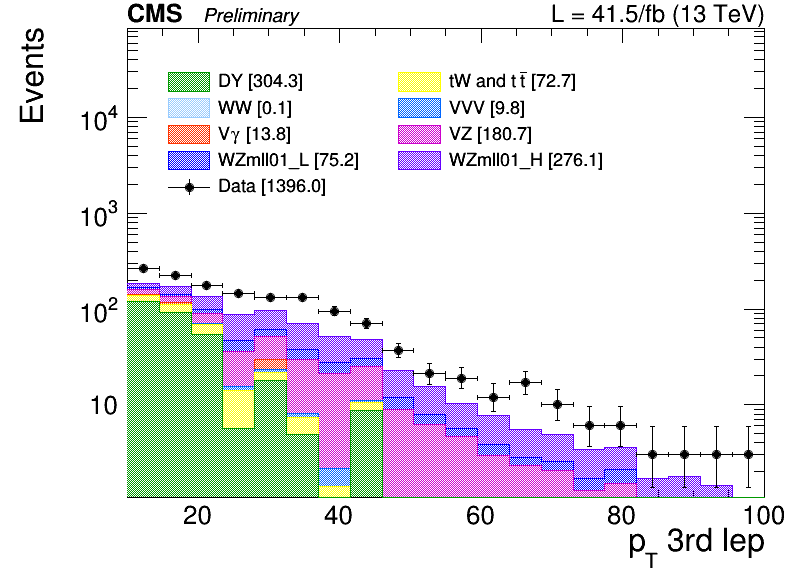 CMS Preliminary L = 41.5/fb (13 TeV)
Events
DY [304.3] tW and tt̅ [72.7]
WW [0.1] VVV [9.8]
Vγ [13.8] VZ [180.7]
WZmll01_L [75.2] WZmll01_H [276.1]
Data [1396.0]
10⁴
10³
10²
10
20 40 60 80 100
p_T 3rd lep